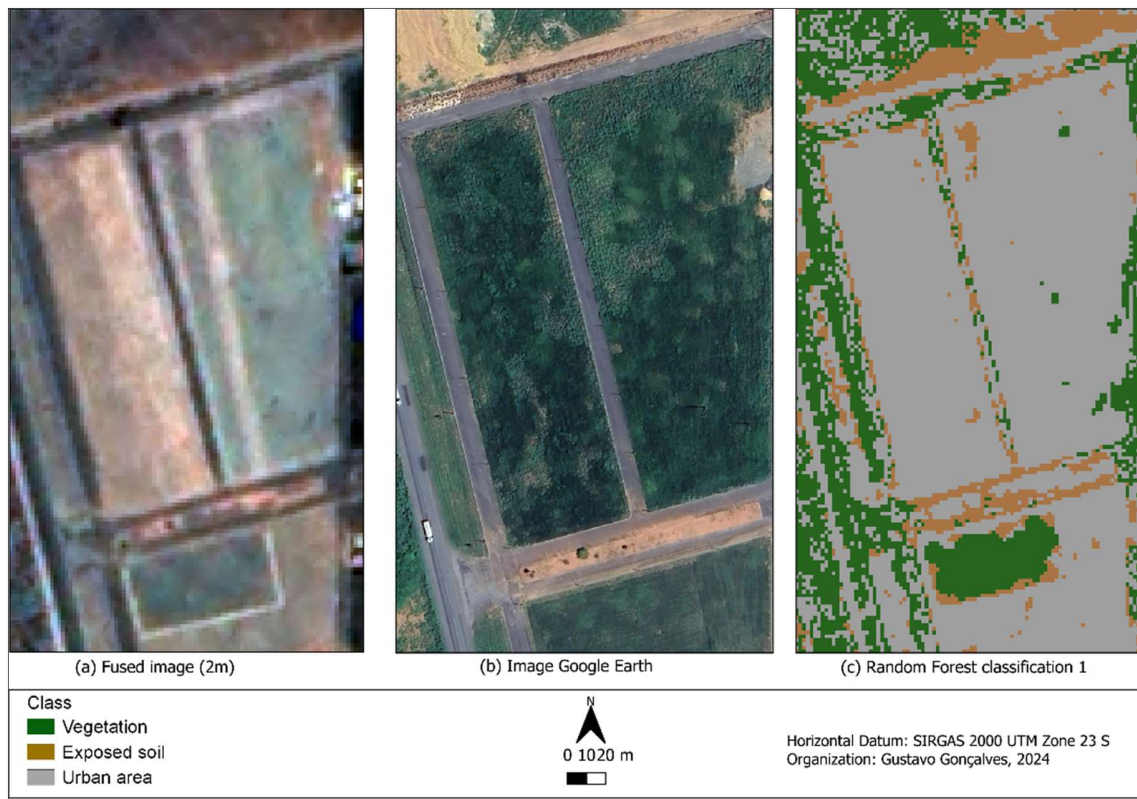 (a) Fused image (2m)
(b) Image Google Earth
(c) Random Forest classification 1
Class
Vegetation
Exposed soil
Urban area
N
0 1020 m
Horizontal Datum: SIRGAS 2000 UTM Zone 23 S
Organization: Gustavo Gonçalves, 2024